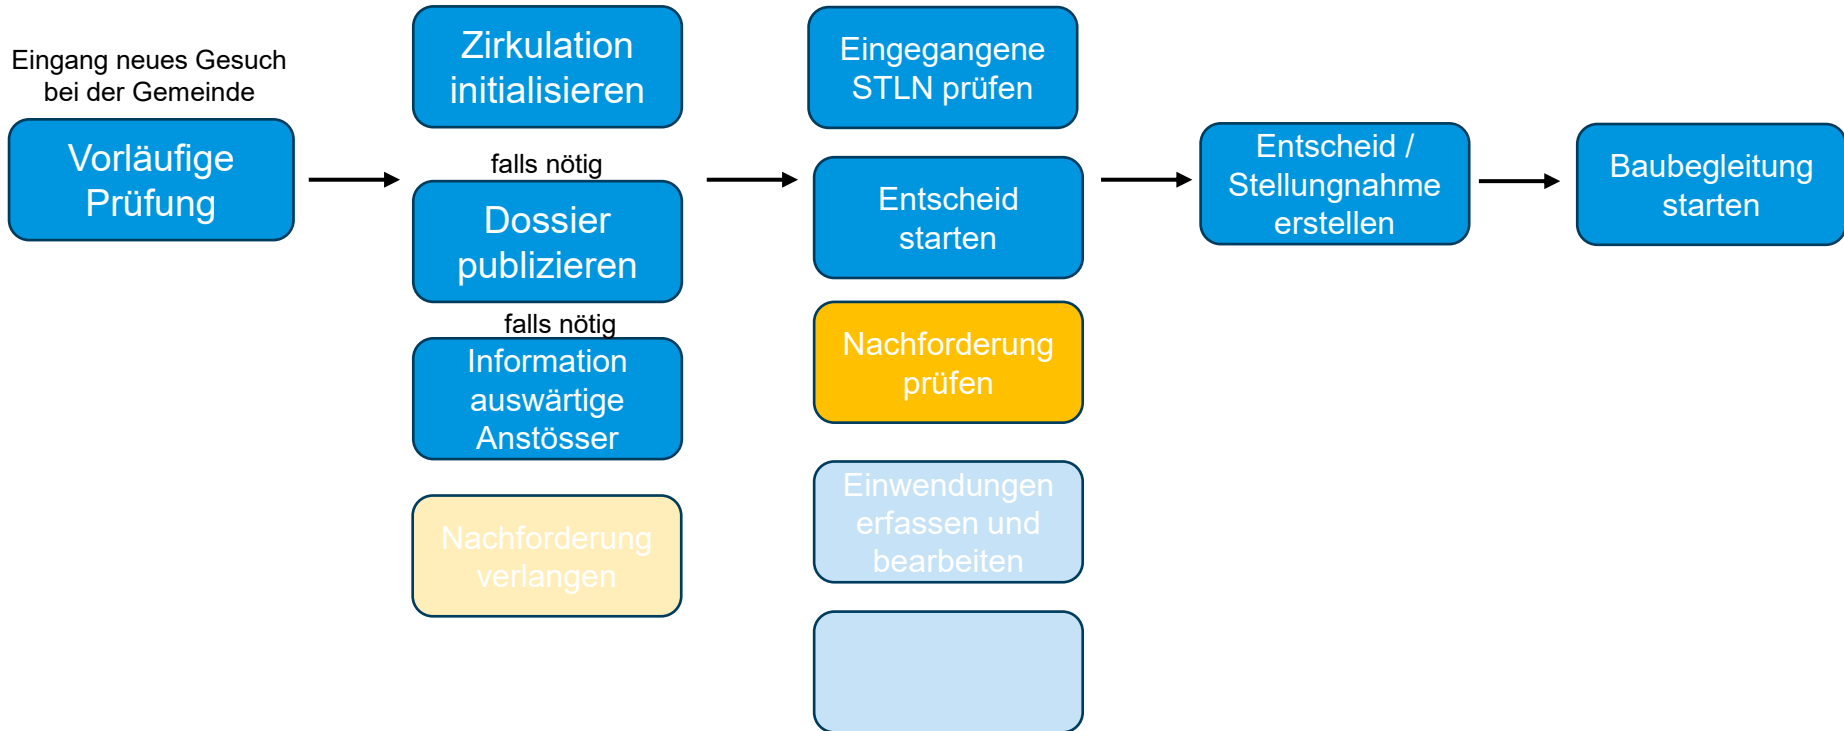 Eingang neues Gesuch
bei der Gemeinde
Vorläufige
Prüfung
Zirkulation
initialisieren
falls nötig
Dossier
publizieren
falls nötig
Information
auswärtige
Anstösser
Nachforderung
verlangen
Eingegangene
STLN prüfen
Entscheid
starten
Nachforderung
prüfen
Einwendungen
erfassen und
bearbeiten
Entscheid /
Stellungnahme
erstellen
Baubegleitung
starten